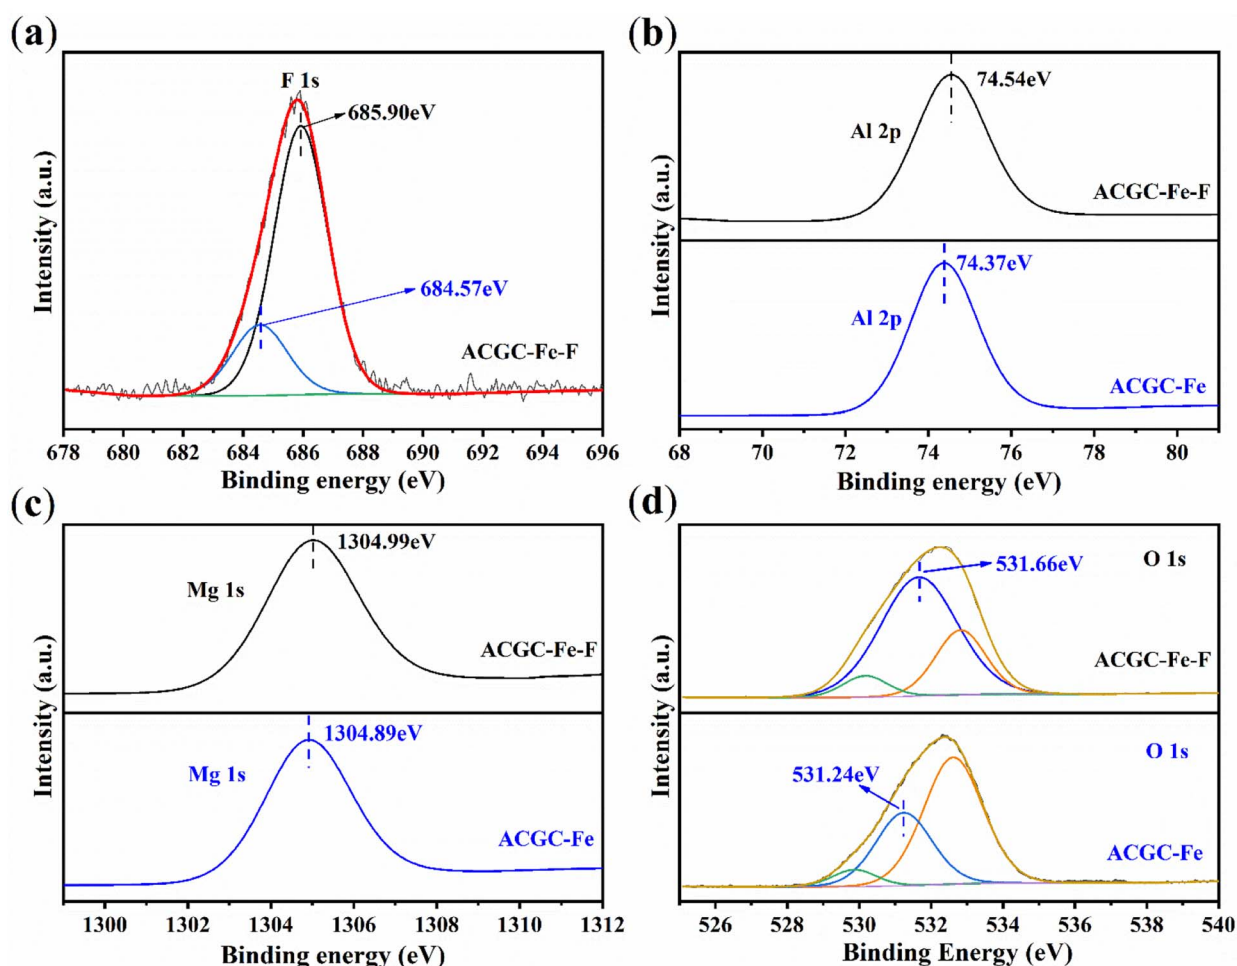 (a)
F 1s
685.90eV
684.57eV
ACGC-Fe-F
Intensity (a.u.)
678 680 682 684 686 688 690 692 694 696
Binding energy (eV)
(b)
74.54eV
Al 2p
ACGC-Fe-F
74.37eV
Al 2p
ACGC-Fe
Intensity (a.u.)
68 70 72 74 76 78 80
Binding energy (eV)
(c)
1304.99eV
Mg 1s
ACGC-Fe-F
1304.89eV
Mg 1s
ACGC-Fe
Intensity (a.u.)
1300 1302 1304 1306 1308 1310 1312
Binding energy (eV)
(d)
O 1s
531.66eV
ACGC-Fe-F
O 1s
531.24eV
ACGC-Fe
Intensity (a.u.)
526 528 530 532 534 536 538 540
Binding Energy (eV)